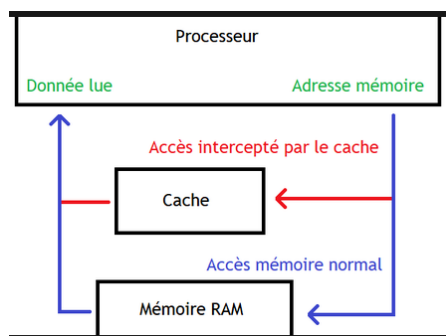 Processeur
Donnée lue
Adresse mémoire
Accès intercepté par le cache
Cache
Accès mémoire normal
Mémoire RAM